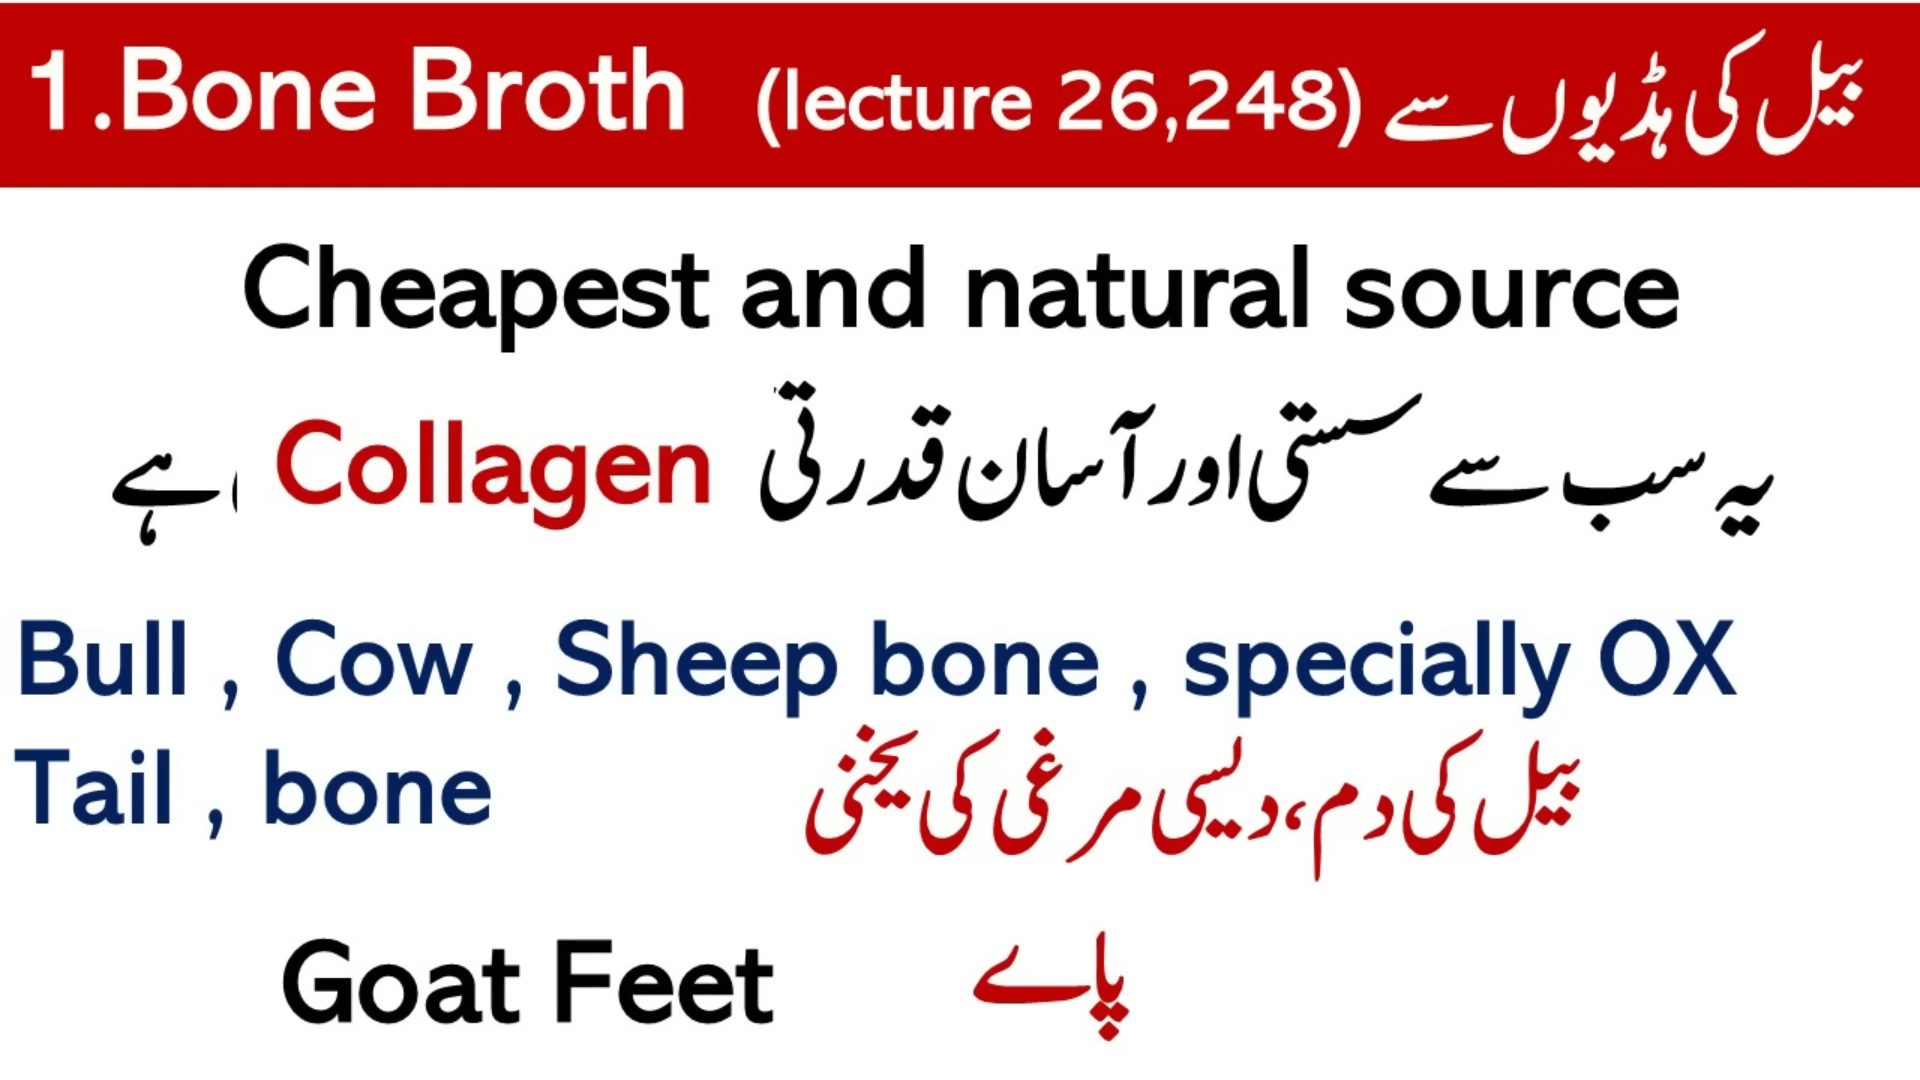 1.Bone Broth (lecture 26,248) بیل کی ہڈیوں سے
Cheapest and natural source
یہ سب سے سستی اور آسان قدرتی Collagen ہے
Bull , Cow , Sheep bone , specially OX
Tail , bone بیل کی دم، دیسی مرغی کی یخنی
Goat Feet پاے